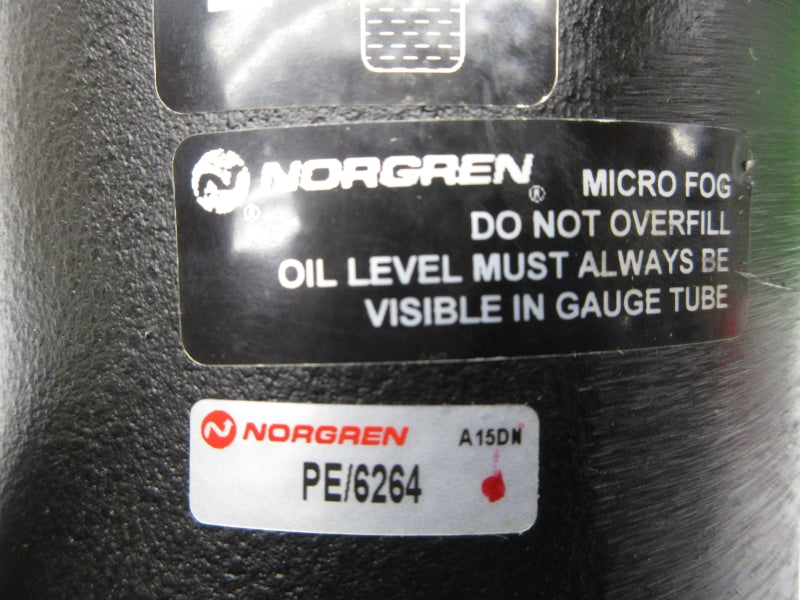 NORGREN® MICRO FOG
DO NOT OVERFILL
OIL LEVEL MUST ALWAYS BE
VISIBLE IN GAUGE TUBE
NORGREN A15DN
PE/6264